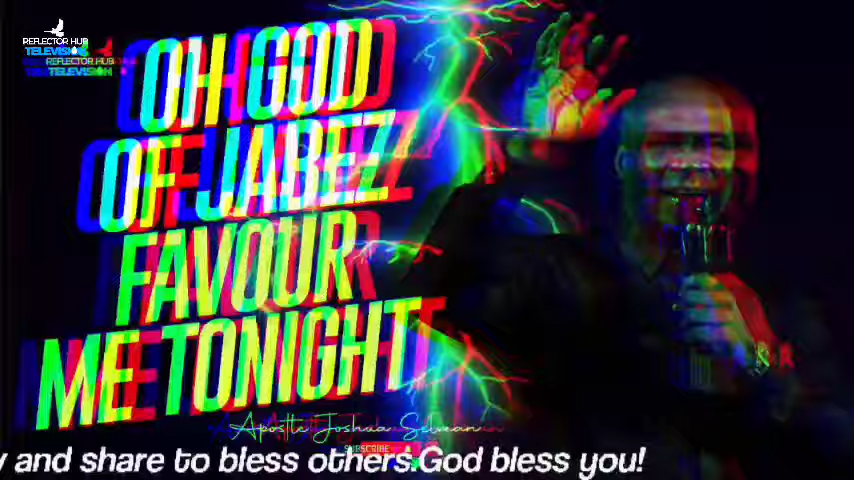 REFLECTOR HUB
TELEVISION
REFLECTOR HUB
TELEVISION
OH GOD
OF JABEZ
FAVOUR
ME TONIGHT
Apostle Joshua Selman
SUBSCRIBE
and share to bless others.God bless you!